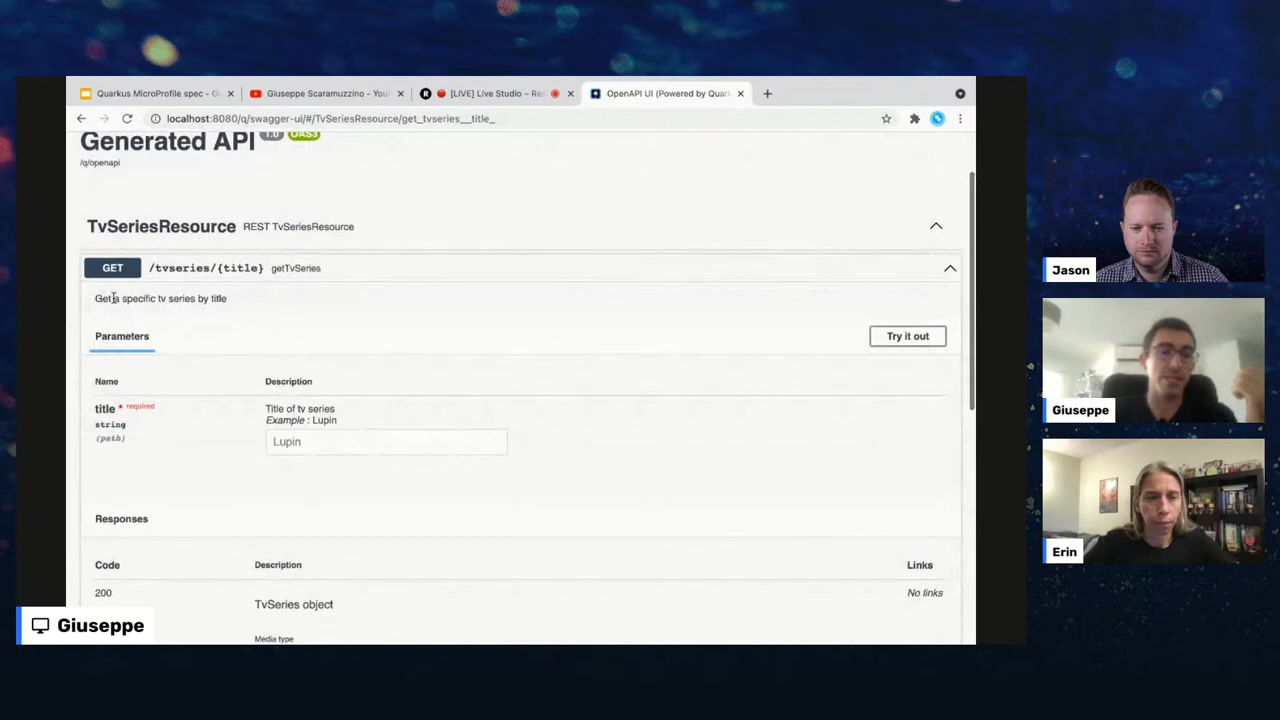 Quarkus MicroProfile spec - G
Giuseppe Scaramuzzino - You
[LIVE] Live Studio – Re
OpenAPI UI (Powered by Quar
localhost:8080/q/swagger-ui/#/TvSeriesResource/get_tvseries__title_
Generated API 1.0 OAS3
/q/openapi
TvSeriesResource REST TvSeriesResource
GET /tvseries/{title} getTvSeries
Get a specific tv series by title
Parameters
Try it out
Name Description
title * required
string
(path)
Title of tv series
Example : Lupin
Lupin
Responses
Code Description Links
200 No links
TvSeries object
Media type
Giuseppe
Jason
Giuseppe
Erin